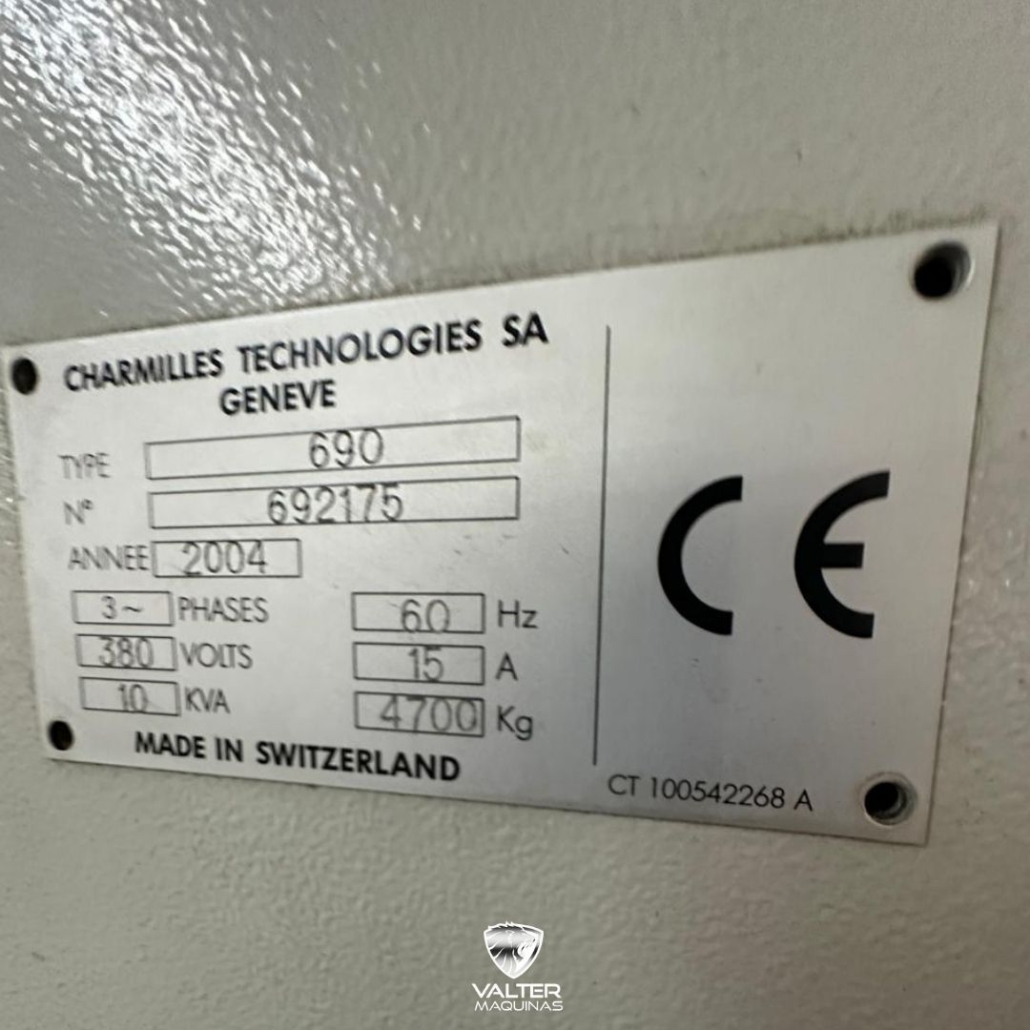 CHARMILLES TECHNOLOGIES SA
GENEVE
TYPE 690
Nº 692175
ANNEE 2004
3~ PHASES 60 Hz
380 VOLTS 15 A
10 KVA 4700 Kg
MADE IN SWITZERLAND
CE
CT 100542268 A
VALTER
MAQUINAS